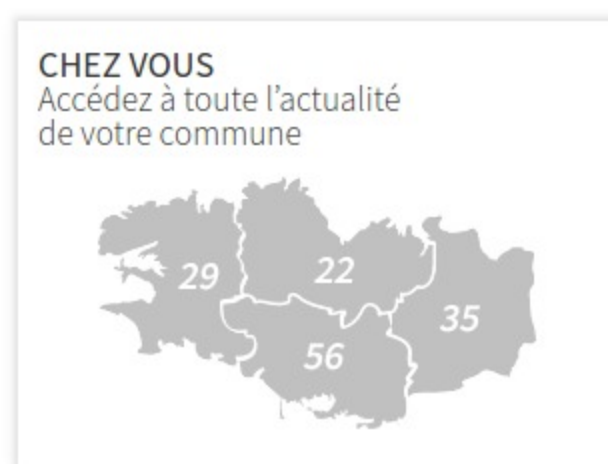 CHEZ VOUS
Accédez à toute l’actualité
de votre commune
29
22
35
56